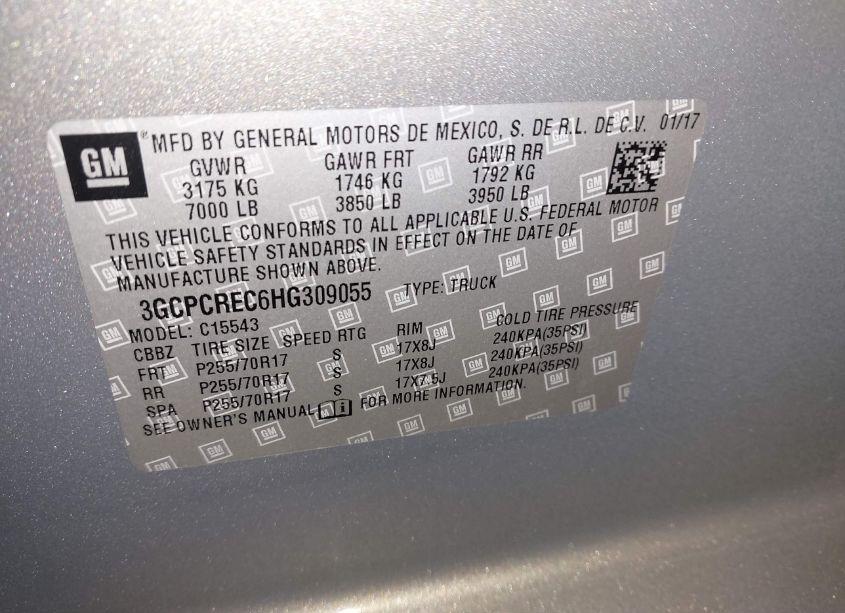 GM ® MFD BY GENERAL MOTORS DE MEXICO, S. DE R.L. DE C.V. 01/17
GVWR GAWR FRT GAWR RR
3175 KG 1746 KG 1792 KG
7000 LB 3850 LB 3950 LB
THIS VEHICLE CONFORMS TO ALL APPLICABLE U.S. FEDERAL MOTOR
VEHICLE SAFETY STANDARDS IN EFFECT ON THE DATE OF
MANUFACTURE SHOWN ABOVE.
3GCPCREC6HG309055 TYPE: TRUCK
MODEL: C15543
CBBZ TIRE SIZE SPEED RTG RIM COLD TIRE PRESSURE
FRT P255/70R17 S 17X8J 240KPA(35PSI)
RR P255/70R17 S 17X8J 240KPA(35PSI)
SPA P255/70R17 S 17X7.5J 240KPA(35PSI)
SEE OWNER'S MANUAL FOR MORE INFORMATION.